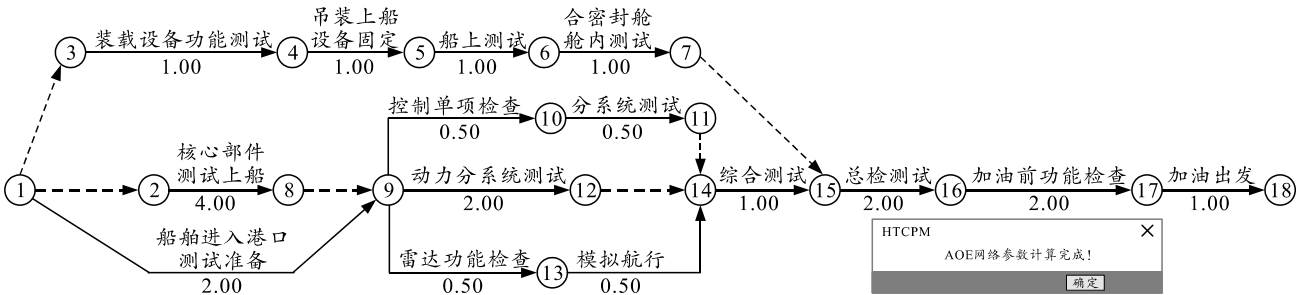 吊装上船
合密封舱
③ 装载设备功能测试 ④ 设备固定 ⑤ 船上测试 ⑥ 舱内测试 ⑦
1.00 1.00 1.00 1.00
控制单项检查 ⑩ 分系统测试 ⑪
0.50 0.50
核心部件
① ② 测试上船 ⑧ ⑨ 动力分系统测试 ⑫ ⑭ 综合测试 ⑮ 总检测试 ⑯ 加油前功能检查 ⑰ 加油出发 ⑱
4.00 2.00 1.00 2.00 2.00 1.00
船舶进入港口
测试准备
2.00
雷达功能检查 ⑬ 模拟航行
0.50 0.50
HTCPM
AOE网络参数计算完成!
确定